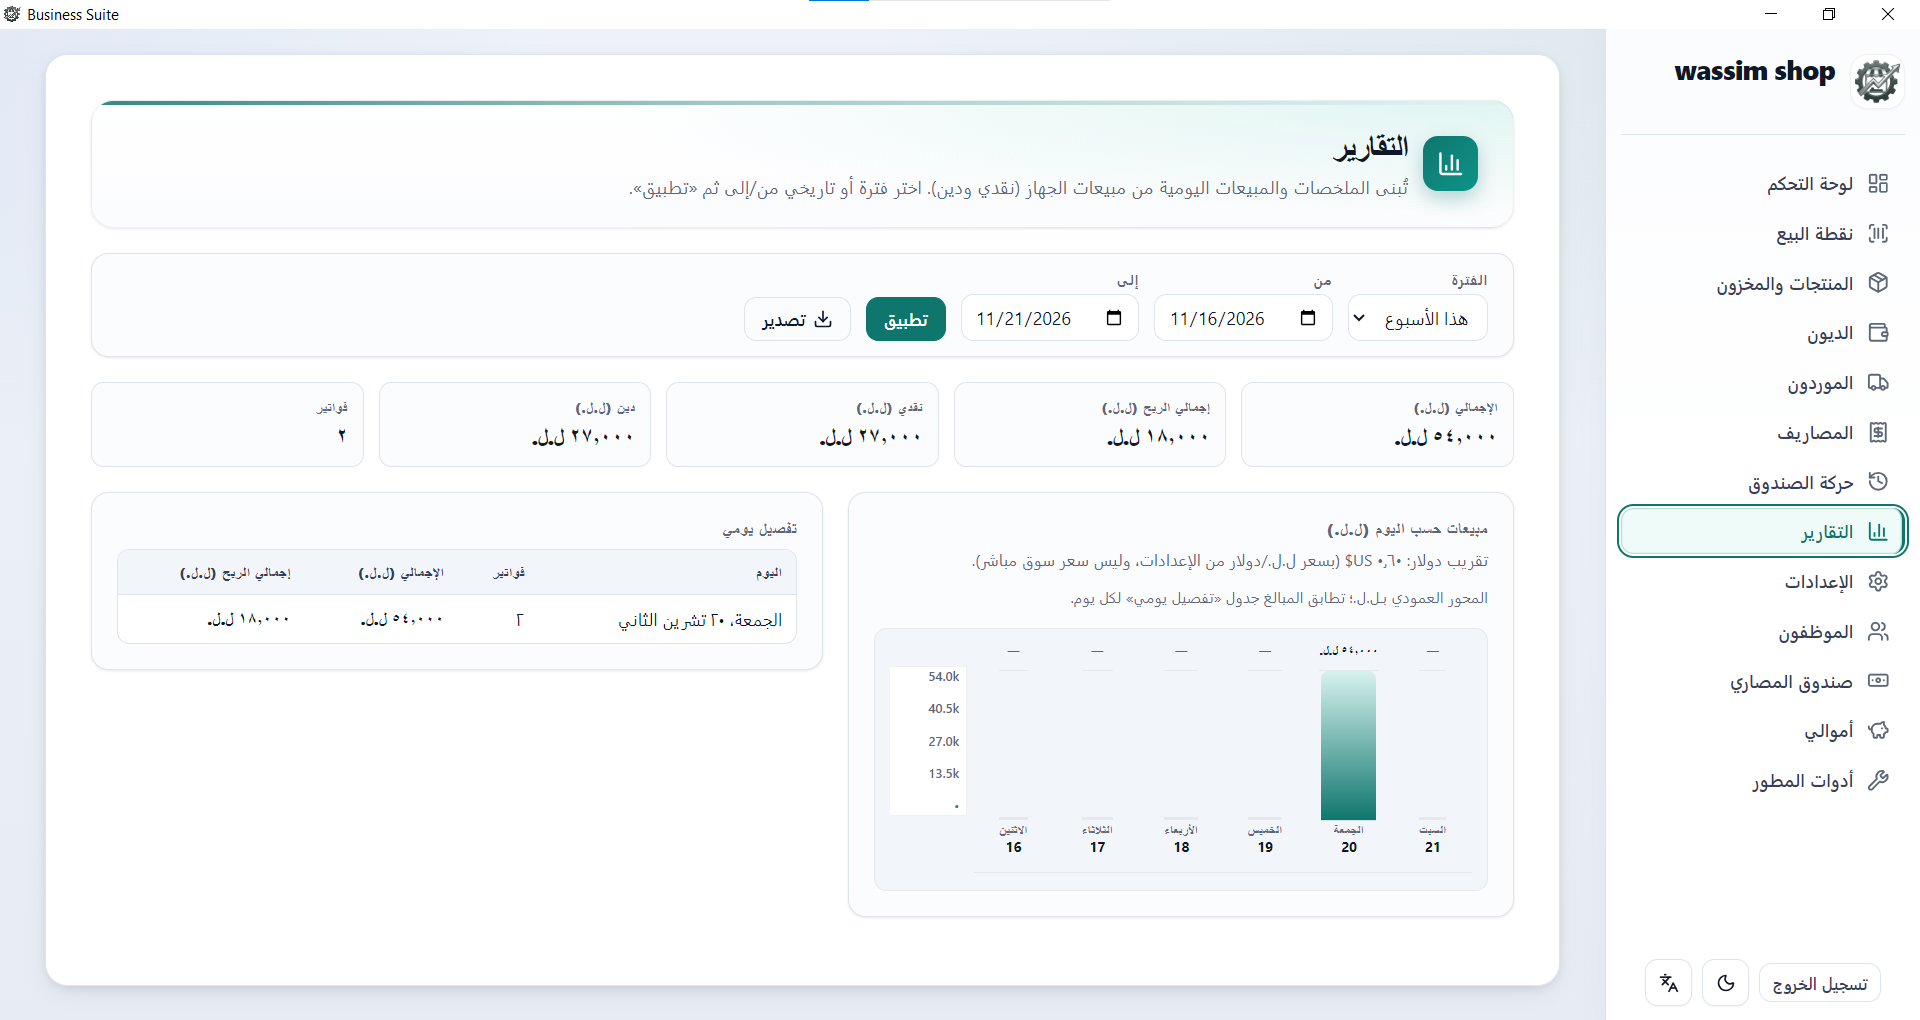 Business Suite
wassim shop
لوحة التحكم
نقطة البيع
المنتجات والمخزون
الديون
الموردون
المصاريف
حركة الصندوق
التقارير
الإعدادات
الموظفون
صندوق المصاري
أموالي
أدوات المطور
تسجيل الخروج
التقارير
تُبنى الملخصات والمبيعات اليومية من مبيعات الجهاز (نقدي ودين). اختر فترة أو تاريخي من/إلى ثم «تطبيق».
الفترة
هذا الأسبوع
من
11/16/2026
إلى
11/21/2026
تطبيق
تصدير
الإجمالي (ل.ل.)
٥٤,٠٠٠ ل.ل.
إجمالي الربح (ل.ل.)
١٨,٠٠٠ ل.ل.
نقدي (ل.ل.)
٢٧,٠٠٠ ل.ل.
دين (ل.ل.)
٢٧,٠٠٠ ل.ل.
فواتير
٢
مبيعات حسب اليوم (ل.ل.)
تقريب دولار: ٠,٦٠ US$ (بسعر ل.ل./دولار من الإعدادات، وليس سعر سوق مباشر).
المحور العمودي بـل.ل.؛ تطابق المبالغ جدول «تفصيل يومي» لكل يوم.
— — — — ٥٤,٠٠٠ ل.ل. —
54.0k
40.5k
27.0k
13.5k
٠
الاثنين الثلاثاء الأربعاء الخميس الجمعة السبت
16 17 18 19 20 21
تفصيل يومي
اليوم فواتير الإجمالي (ل.ل.) إجمالي الربح (ل.ل.)
الجمعة، ٢٠ تشرين الثاني ٢ ٥٤,٠٠٠ ل.ل. ١٨,٠٠٠ ل.ل.